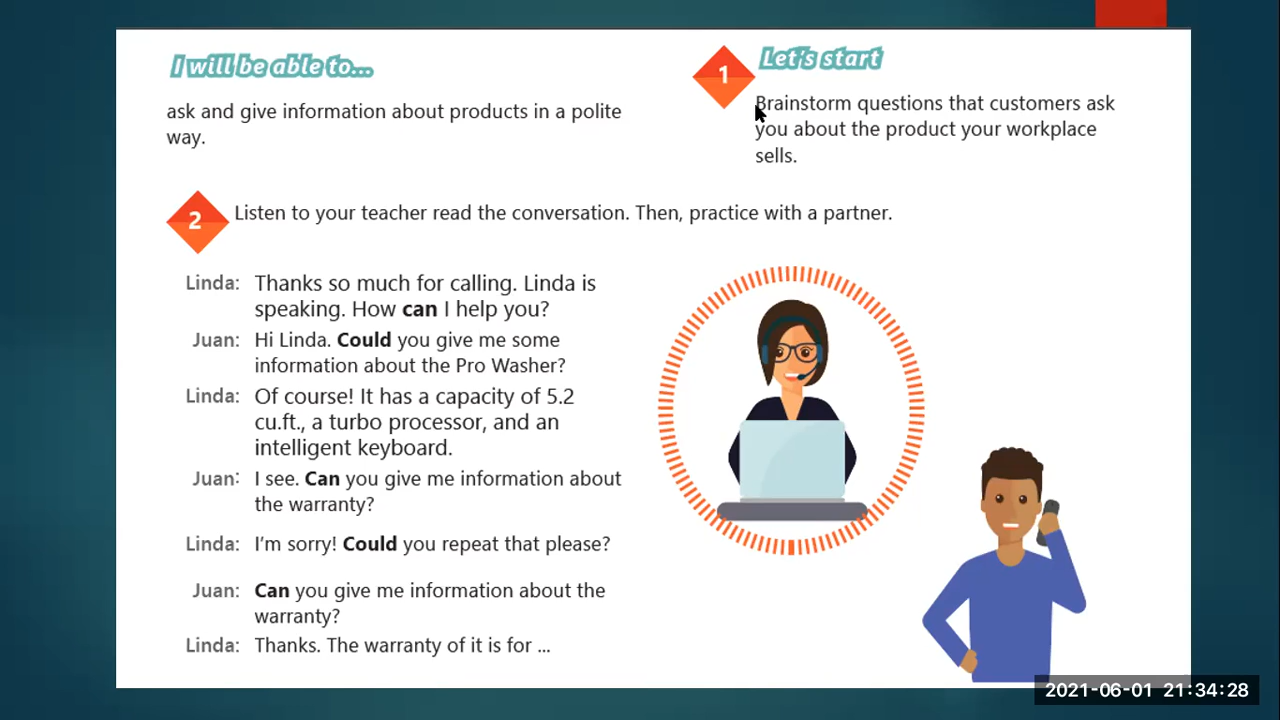 I will be able to...
ask and give information about products in a polite
way.
1
Let's start
Brainstorm questions that customers ask
you about the product your workplace
sells.
2
Listen to your teacher read the conversation. Then, practice with a partner.
Linda: Thanks so much for calling. Linda is
speaking. How can I help you?
Juan: Hi Linda. Could you give me some
information about the Pro Washer?
Linda: Of course! It has a capacity of 5.2
cu.ft., a turbo processor, and an
intelligent keyboard.
Juan: I see. Can you give me information about
the warranty?
Linda: I'm sorry! Could you repeat that please?
Juan: Can you give me information about the
warranty?
Linda: Thanks. The warranty of it is for ...
2021-06-01 21:34:28